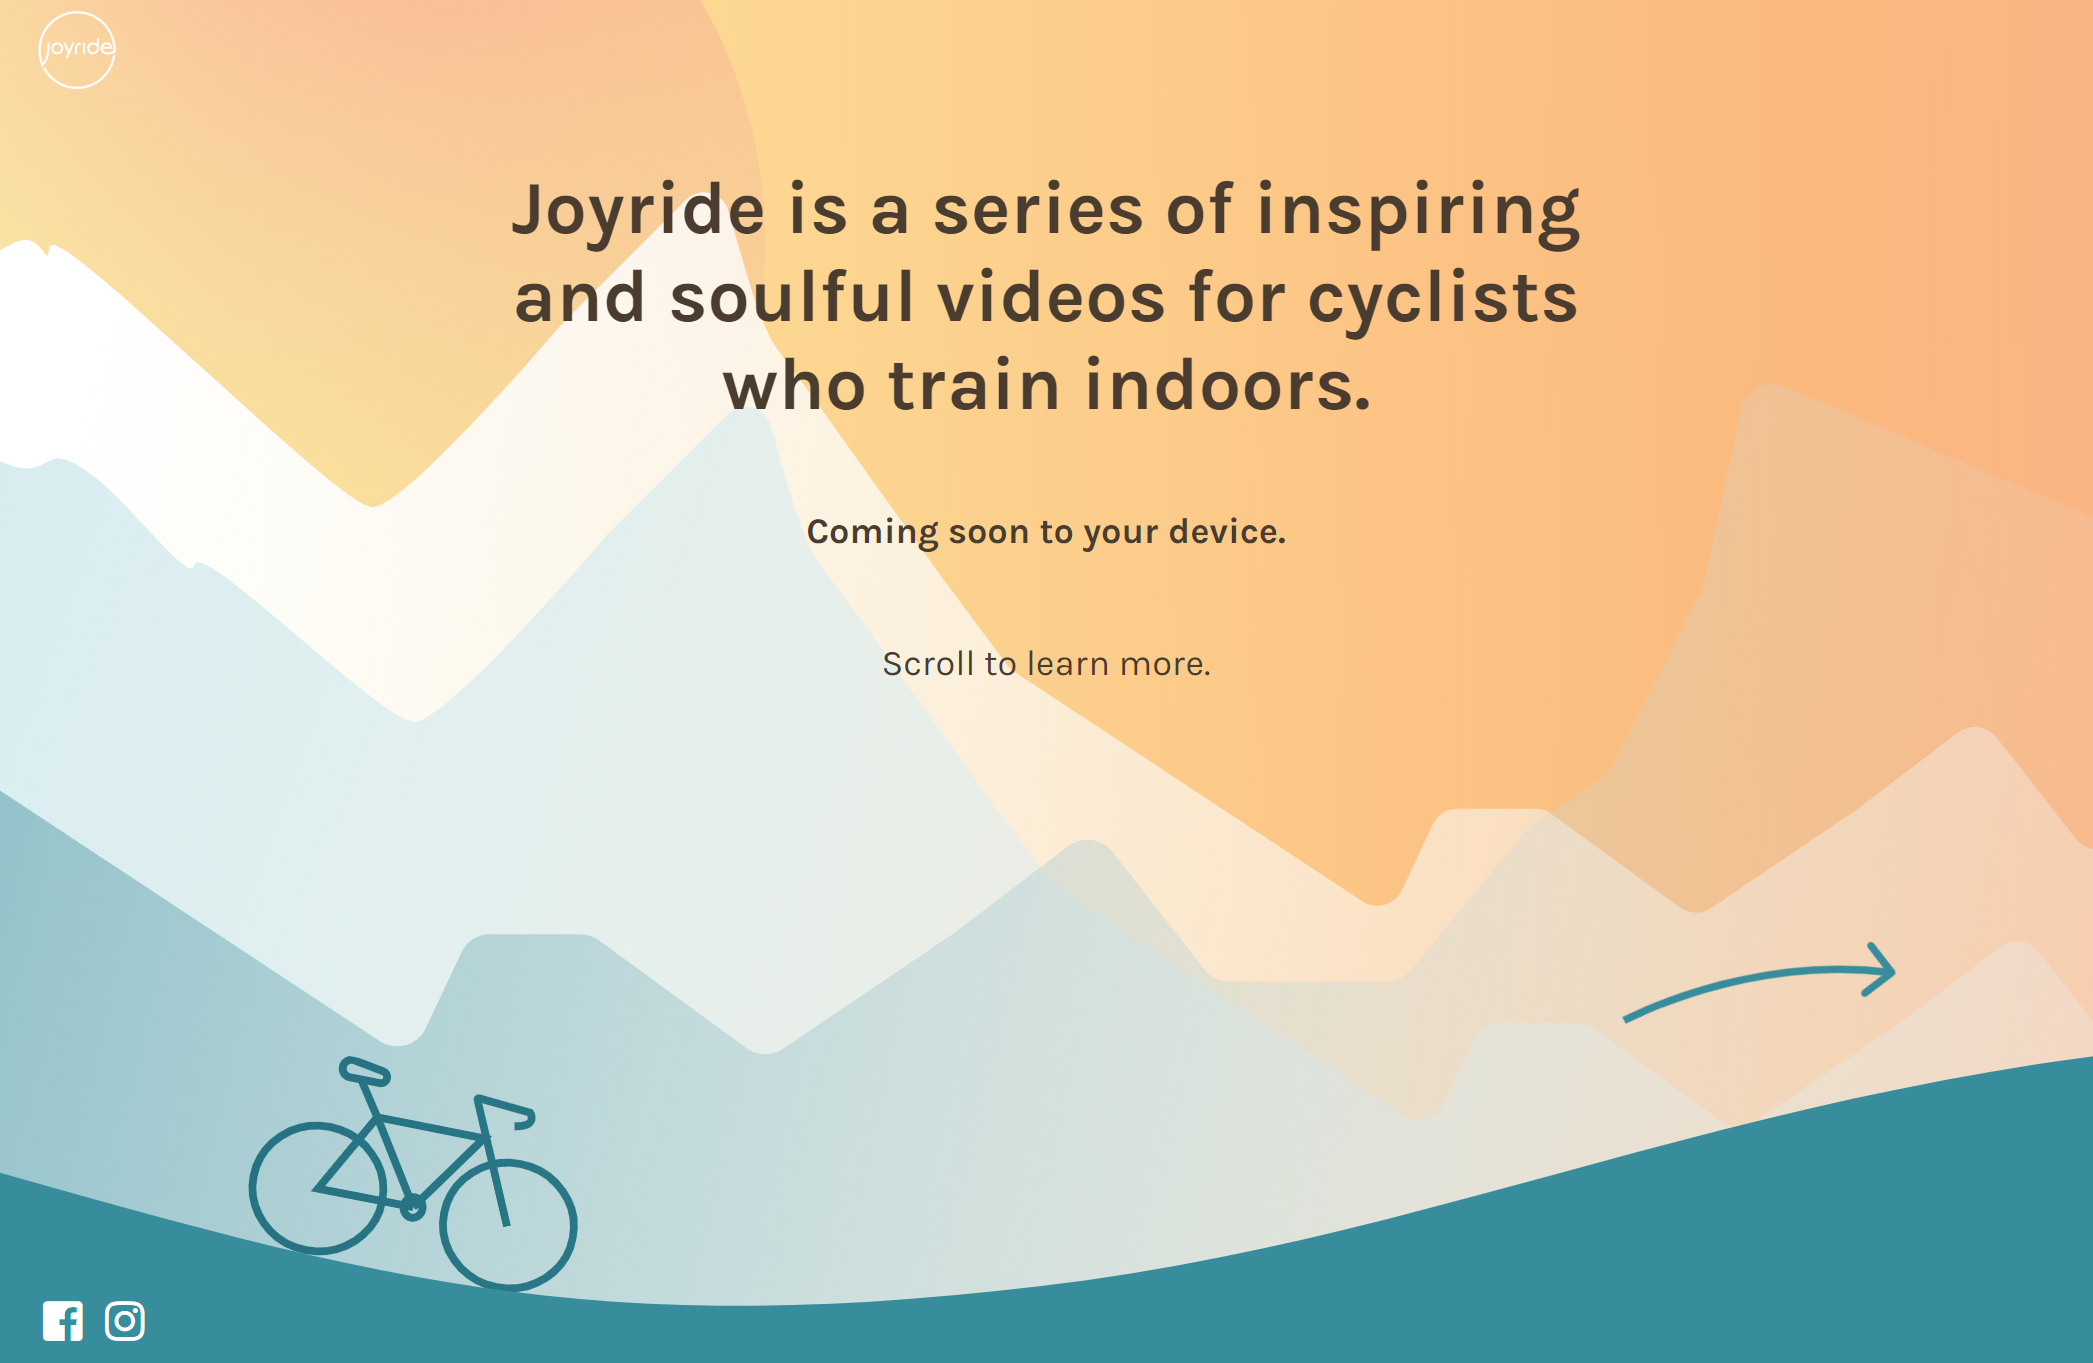 joyride
Joyride is a series of inspiring
and soulful videos for cyclists
who train indoors.
Coming soon to your device.
Scroll to learn more.